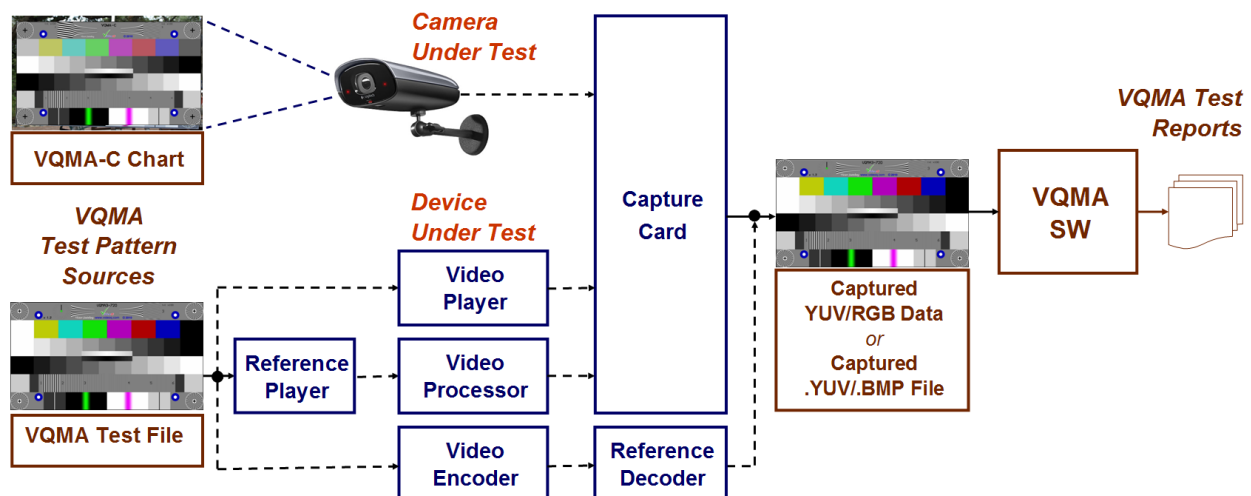 Camera
Under Test
VQMA-C Chart
VQMA
Test Pattern
Sources
Device
Under Test
Capture
Card
VQMA Test
Reports
VQMA
SW
Video
Player
Reference
Player
Video
Processor
Captured
YUV/RGB Data
or
Captured
.YUV/.BMP File
VQMA Test File
Video
Encoder
Reference
Decoder